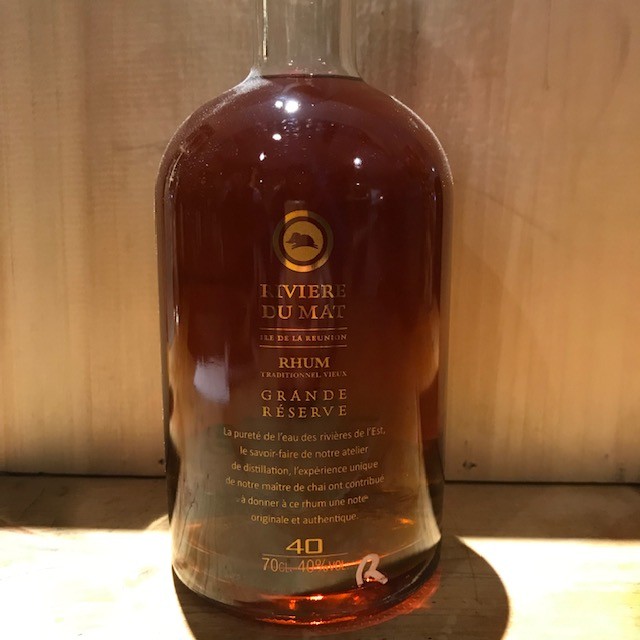 RIVIERE
DU MAT
ILE DE LA REUNION
RHUM
TRADITIONNEL VIEUX
GRANDE
RÉSERVE
La pureté de l'eau des rivières de l'Est,
le savoir-faire de notre atelier
de distillation, l'expérience unique
de notre maître de chai ont contribué
à donner à ce rhum une note
originale et authentique
40
70CL. 40%VOL
R